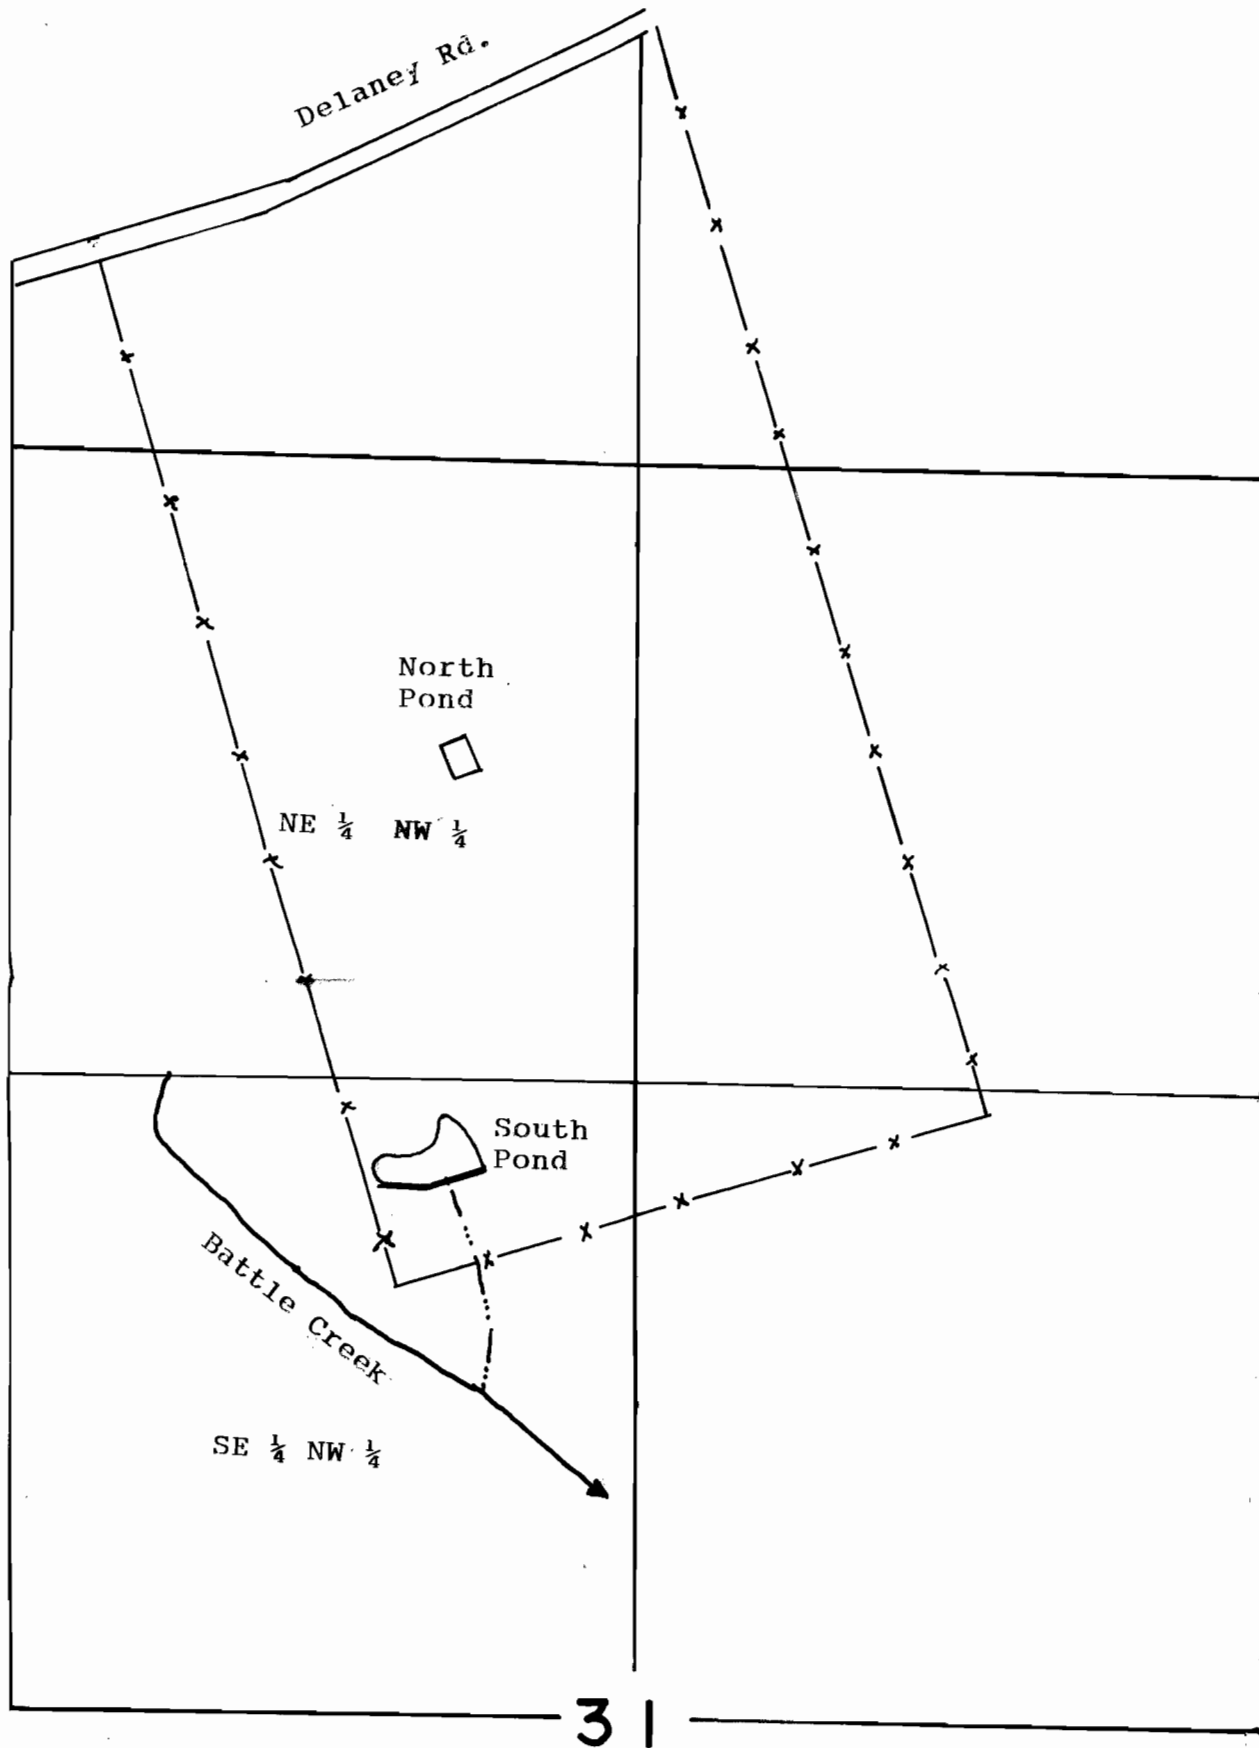 Delaney Rd.
North
Pond
NE ¼ NW ¼
South
Pond
Battle Creek
SE ¼ NW ¼
31